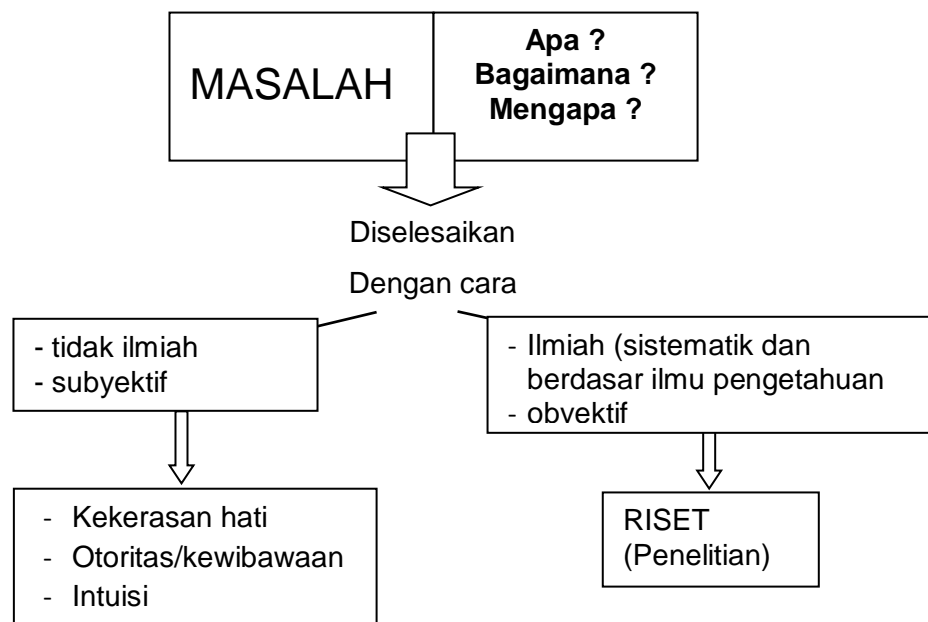 MASALAH
Apa ?
Bagaimana ?
Mengapa ?
Diselesaikan
Dengan cara
- tidak ilmiah
- subyektif
- Ilmiah (sistematik dan
berdasar ilmu pengetahuan
- obyektif
- Kekerasan hati
- Otoritas/kewibawaan
- Intuisi
RISET
(Penelitian)